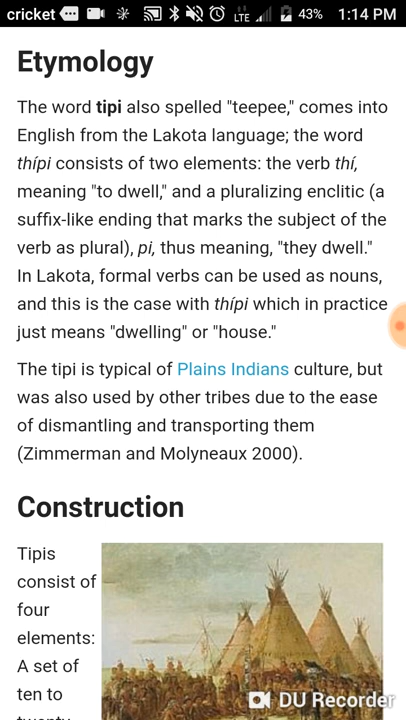 cricket LTE 43% 1:14 PM
Etymology
The word tipi also spelled "teepee," comes into
English from the Lakota language; the word
thípi consists of two elements: the verb thí,
meaning "to dwell," and a pluralizing enclitic (a
suffix-like ending that marks the subject of the
verb as plural), pi, thus meaning, "they dwell."
In Lakota, formal verbs can be used as nouns,
and this is the case with thípi which in practice
just means "dwelling" or "house."
The tipi is typical of Plains Indians culture, but
was also used by other tribes due to the ease
of dismantling and transporting them
(Zimmerman and Molyneaux 2000).
Construction
Tipis
consist of
four
elements:
A set of
ten to
twenty
DU Recorder